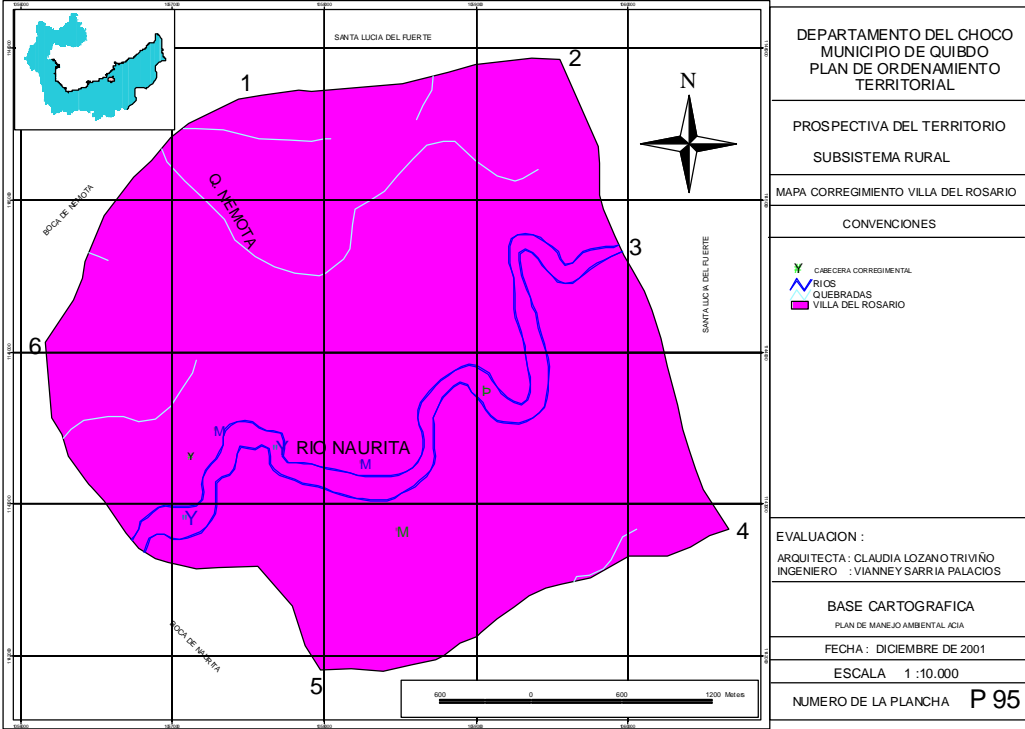 SANTA LUCIA DEL FUERTE
1
2
N
BOCA DE NEMOTA
Q. NEMOTA
3
SANTA LUCIA DEL FUERTE
6
M
Y
Y
RIO NAURITA
M
A
Y
M
4
BOCA DE NAURITA
5
600 0 600 1200 Meters
DEPARTAMENTO DEL CHOCO
MUNICIPIO DE QUIBDO
PLAN DE ORDENAMIENTO
TERRITORIAL
PROSPECTIVA DEL TERRITORIO
SUBSISTEMA RURAL
MAPA CORREGIMIENTO VILLA DEL ROSARIO
CONVENCIONES
CABECERA CORREGIMENTAL
RIOS
QUEBRADAS
VILLA DEL ROSARIO
EVALUACION :
ARQUITECTA : CLAUDIA LOZANO TRIVIÑO
INGENIERO : VIANNEY SARRIA PALACIOS
BASE CARTOGRAFICA
PLAN DE MANEJO AMBIENTAL ACIA
FECHA : DICIEMBRE DE 2001
ESCALA 1 :10.000
NUMERO DE LA PLANCHA P 95